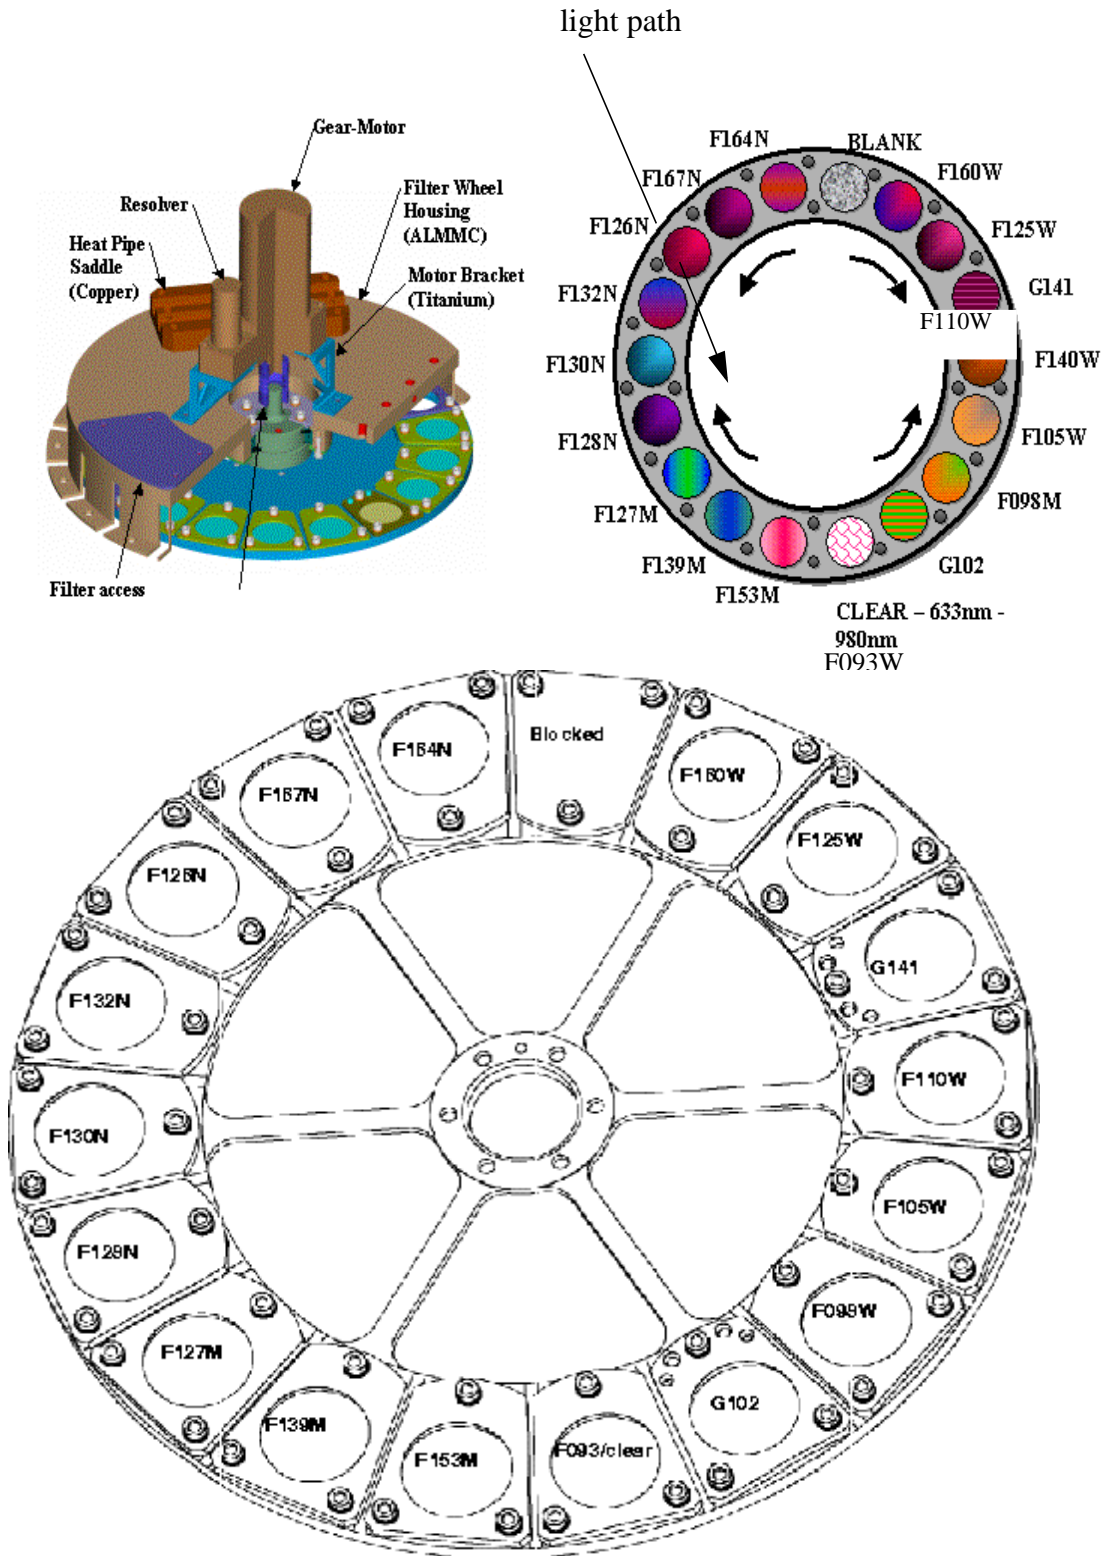 light path
Gear-Motor
Resolver
Filter Wheel
Housing
(ALMMC)
Heat Pipe
Saddle
(Copper)
Motor Bracket
(Titanium)
Filter access
F164N
BLANK
F160W
F167N
F126N
F125W
F132N
G141
F110W
F130N
F140W
F128N
F105W
F127M
F098M
F139M
G102
F153M
CLEAR – 633nm -
980nm
F093W
F164N
Blocked
F160W
F167N
F125W
F126N
G141
F132N
F110W
F130N
F105W
F129N
F099W
F127M
G102
F139M
F153M
F093/clear